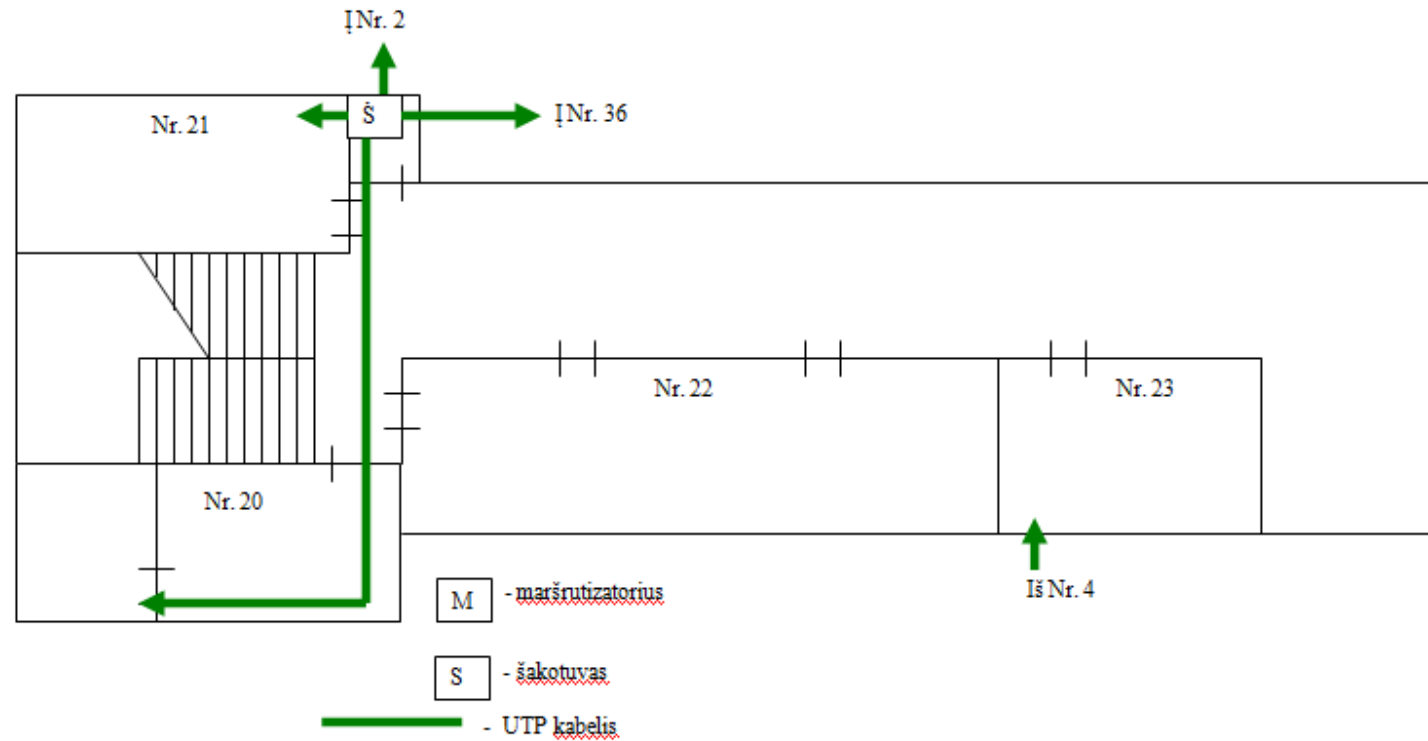 Į Nr. 2
Š
Į Nr. 36
Nr. 21
Nr. 22
Nr. 23
Nr. 20
Iš Nr. 4
M - maršrutizatorius
S - šakotuvas
- UTP kabelis